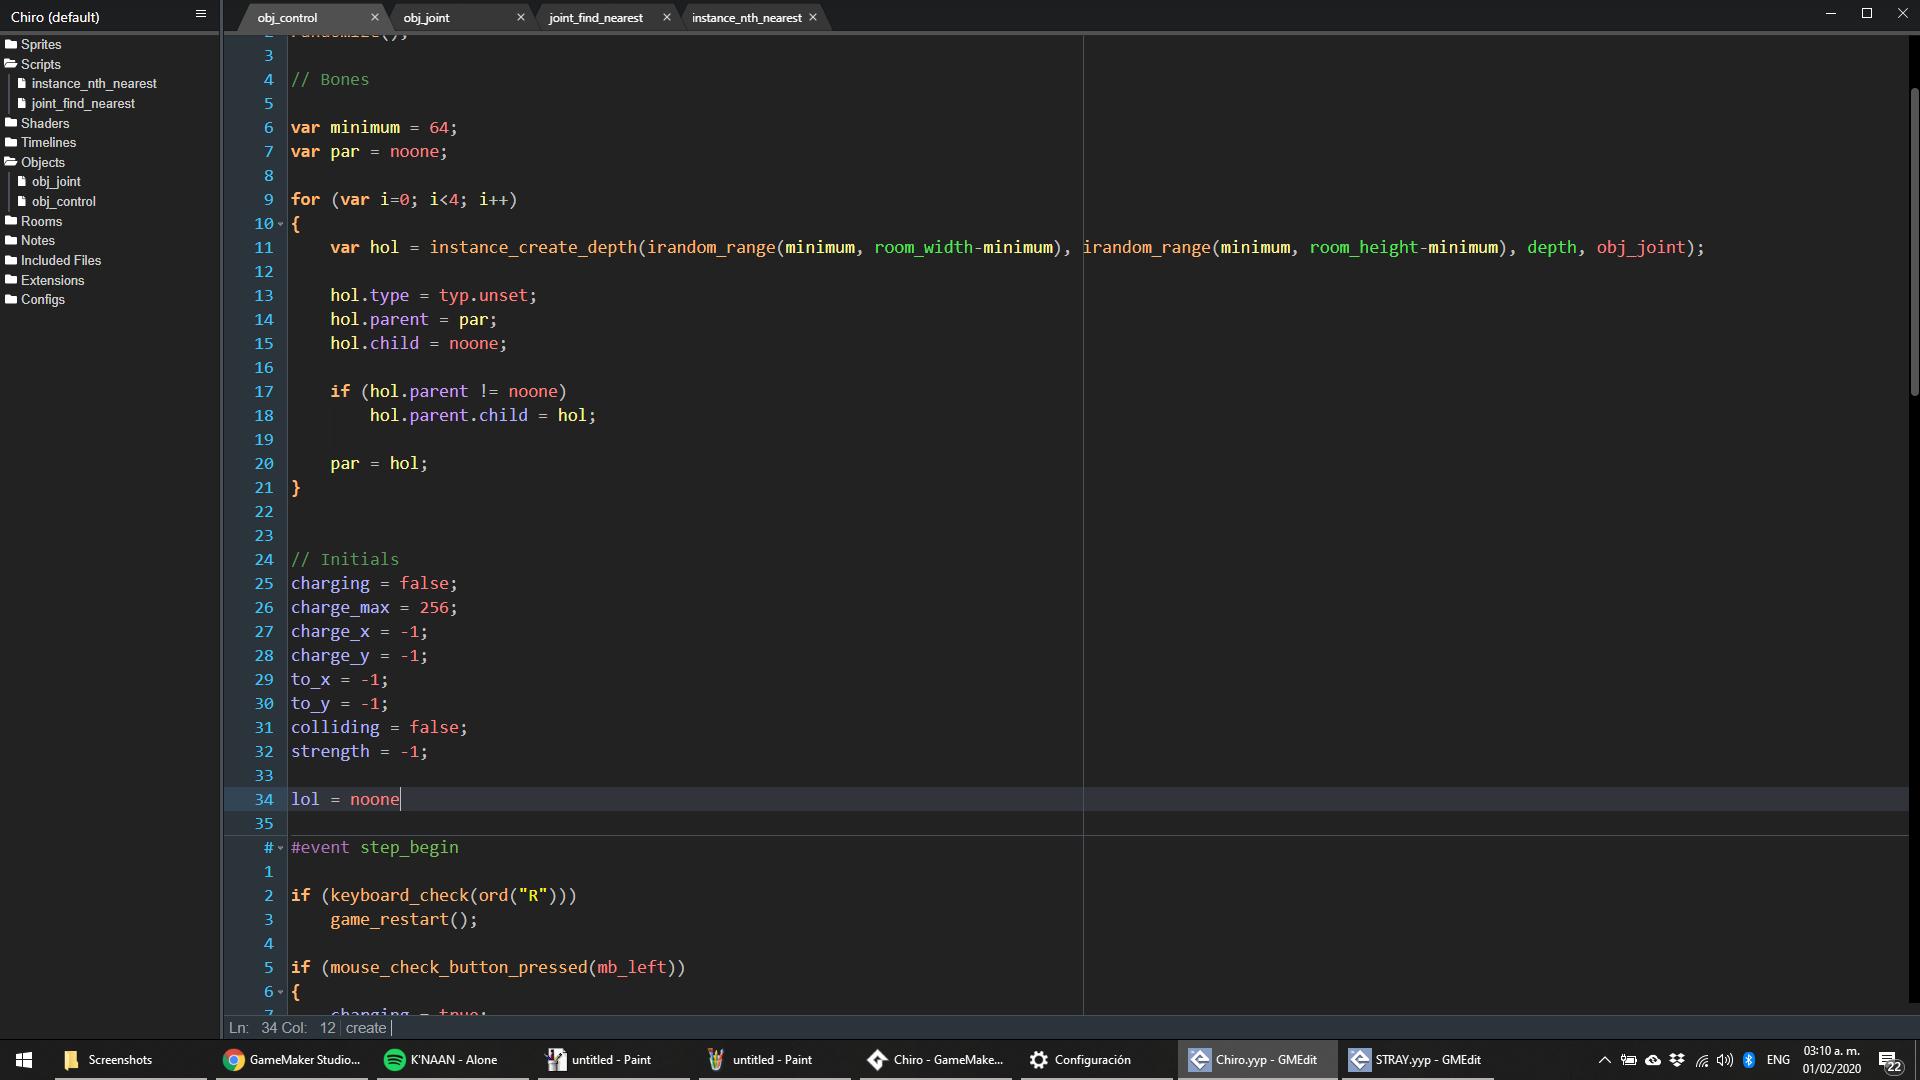 Chiro (default)
obj_control
obj_joint
joint_find_nearest
instance_nth_nearest
Sprites
Scripts
instance_nth_nearest
joint_find_nearest
Shaders
Timelines
Objects
obj_joint
obj_control
Rooms
Notes
Included Files
Extensions
Configs
2 randomize();
3
4 // Bones
5
6 var minimum = 64;
7 var par = noone;
8
9 for (var i=0; i<4; i++)
10 {
11 var hol = instance_create_depth(irandom_range(minimum, room_width-minimum), irandom_range(minimum, room_height-minimum), depth, obj_joint);
12
13 hol.type = typ.unset;
14 hol.parent = par;
15 hol.child = noone;
16
17 if (hol.parent != noone)
18 hol.parent.child = hol;
19
20 par = hol;
21 }
22
23
24 // Initials
25 charging = false;
26 charge_max = 256;
27 charge_x = -1;
28 charge_y = -1;
29 to_x = -1;
30 to_y = -1;
31 colliding = false;
32 strength = -1;
33
34 lol = noone
35
# #event step_begin
1
2 if (keyboard_check(ord("R")))
3 game_restart();
4
5 if (mouse_check_button_pressed(mb_left))
6 {
7 charging = true;
Ln: 34 Col: 12 create
Screenshots
GameMaker Studio...
K'NAAN - Alone
untitled - Paint
untitled - Paint
Chiro - GameMake...
Configuración
Chiro.yyp - GMEdit
STRAY.yyp - GMEdit
ENG
03:10 a. m.
01/02/2020
22